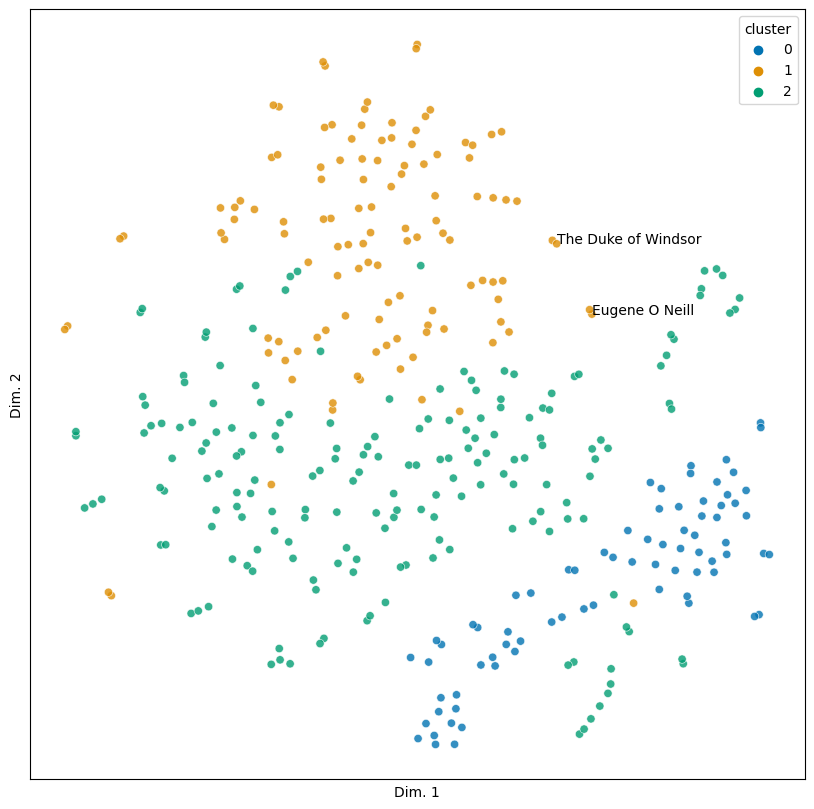 cluster
0
1
2
The Duke of Windsor
Eugene O Neill
Dim. 2
Dim. 1